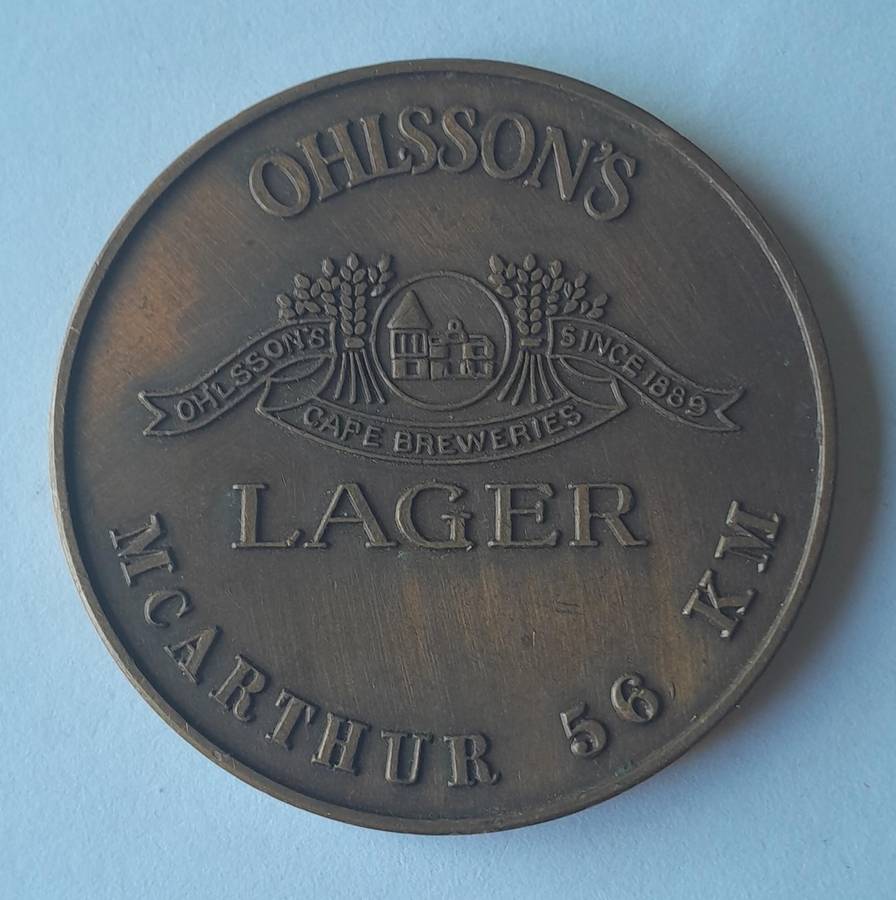 OHLSSON'S
OHLSSON'S
SINCE 1889
CAPE BREWERIES
LAGER
MCARTHUR 56 KM